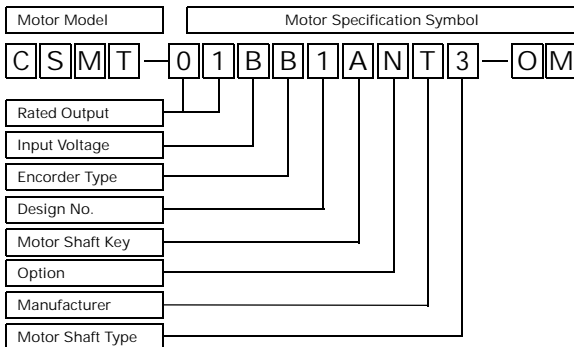 Motor Model
Motor Specification Symbol
CSMT-01BB1ANT3-OM
Rated Output
Input Voltage
Encorder Type
Design No.
Motor Shaft Key
Option
Manufacturer
Motor Shaft Type